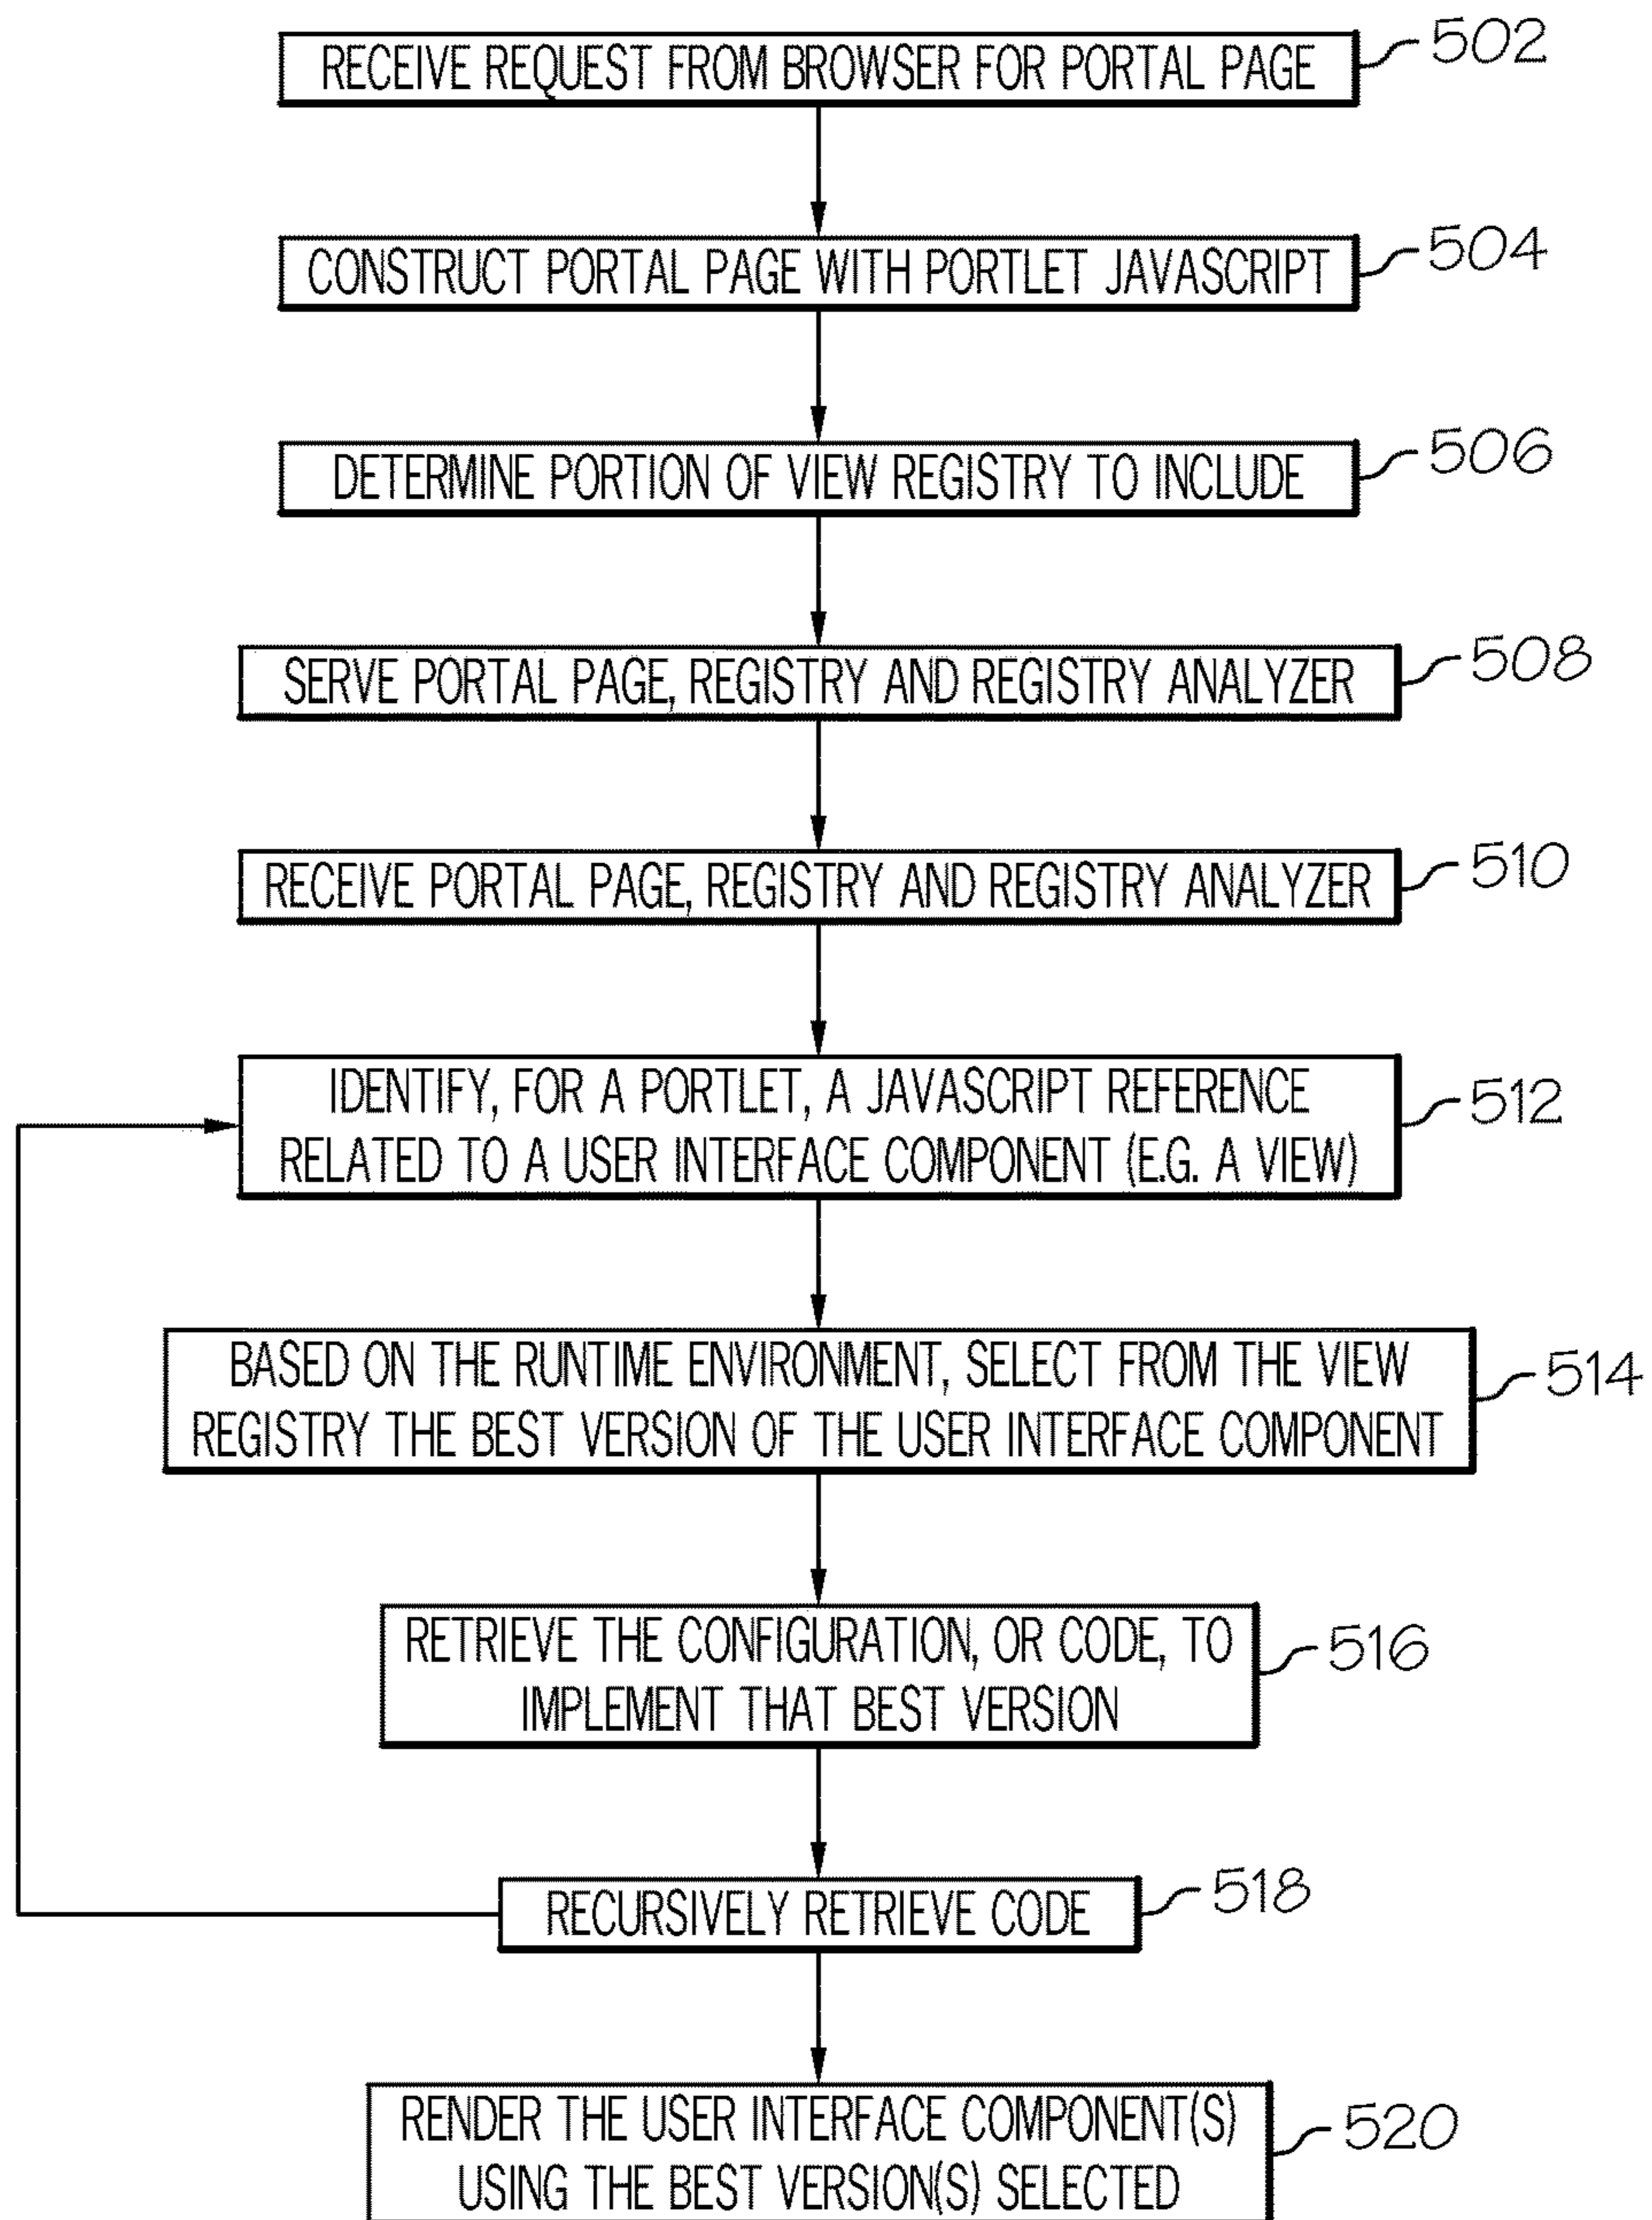 RECEIVE REQUEST FROM BROWSER FOR PORTAL PAGE
502
CONSTRUCT PORTAL PAGE WITH PORTLET JAVASCRIPT
504
DETERMINE PORTION OF VIEW REGISTRY TO INCLUDE
506
SERVE PORTAL PAGE, REGISTRY AND REGISTRY ANALYZER
508
RECEIVE PORTAL PAGE, REGISTRY AND REGISTRY ANALYZER
510
IDENTIFY, FOR A PORTLET, A JAVASCRIPT REFERENCE
RELATED TO A USER INTERFACE COMPONENT (E.G. A VIEW)
512
BASED ON THE RUNTIME ENVIRONMENT, SELECT FROM THE VIEW
REGISTRY THE BEST VERSION OF THE USER INTERFACE COMPONENT
514
RETRIEVE THE CONFIGURATION, OR CODE, TO
IMPLEMENT THAT BEST VERSION
516
RECURSIVELY RETRIEVE CODE
518
RENDER THE USER INTERFACE COMPONENT(S)
USING THE BEST VERSION(S) SELECTED
520